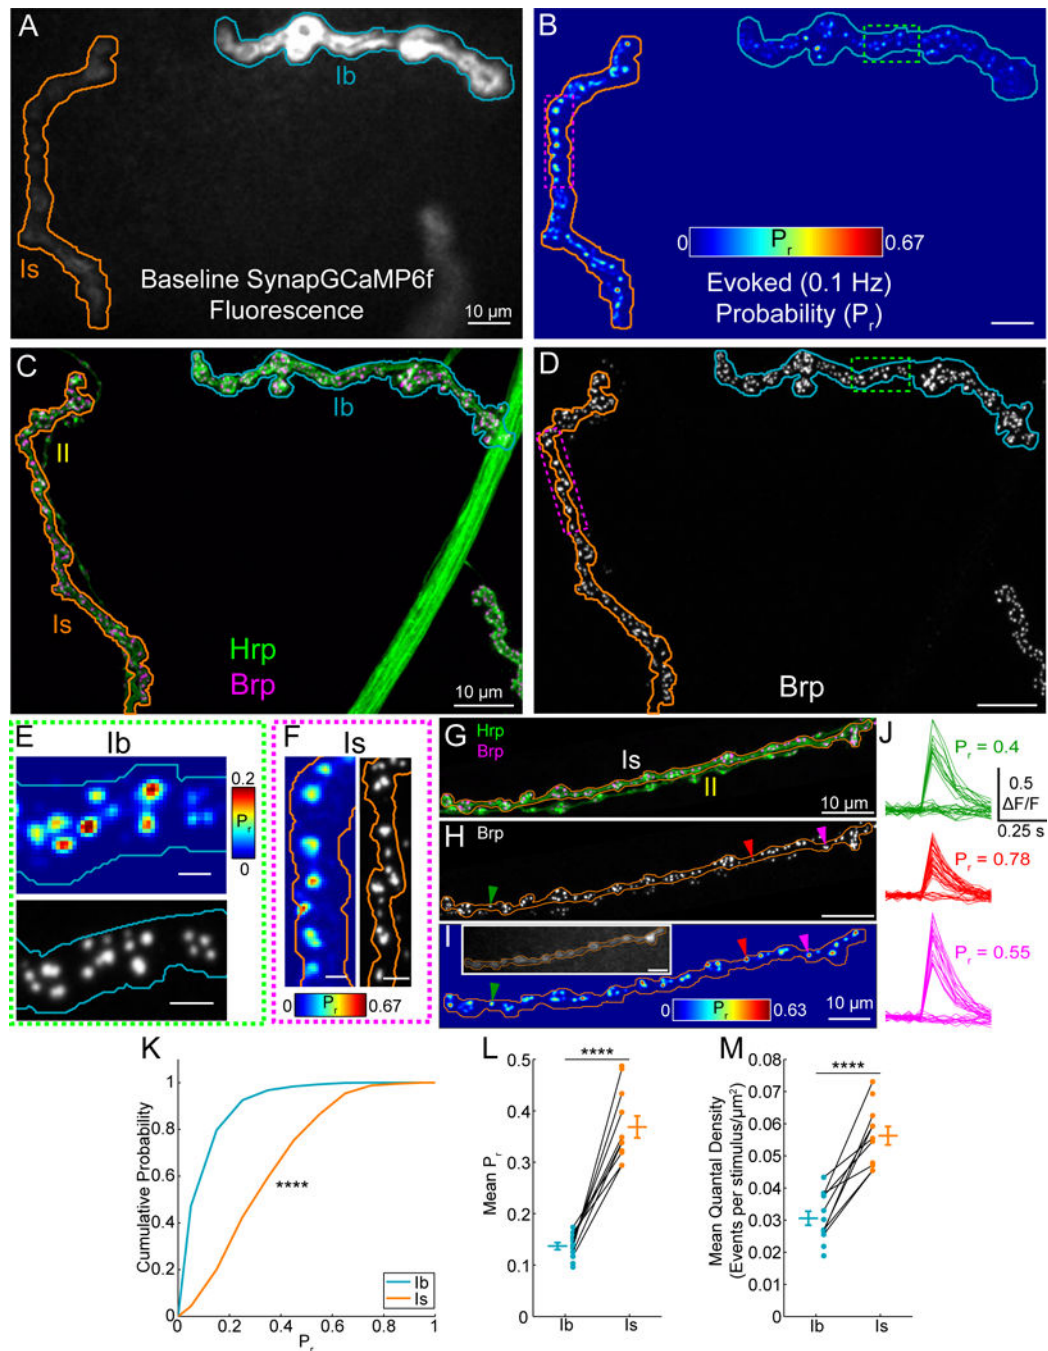 A
Ib
Is
Baseline SynapGCaMP6f
Fluorescence
10 µm
B
0
Pr
0.67
Evoked (0.1 Hz)
Probability (Pr)
C
Ib
II
Is
Hrp
Brp
10 µm
D
Brp
E
Ib
0.2
Pr
0
F
Is
0
Pr
0.67
G
Hrp
Brp
Is
II
10 µm
H
Brp
I
0
Pr
0.63
10 µm
J
Pr = 0.4
0.5
ΔF/F
0.25 s
Pr = 0.78
Pr = 0.55
K
Cumulative Probability
1
0.8
0.6
0.4
0.2
0
0
0.2
0.4
0.6
0.8
1
Pr
****
Ib
Is
L
****
Mean Pr
0.5
0.4
0.3
0.2
0.1
0
Ib
Is
M
****
Mean Quantal Density
(Events per stimulus/µm²)
0.08
0.07
0.06
0.05
0.04
0.03
0.02
0.01
0
Ib
Is